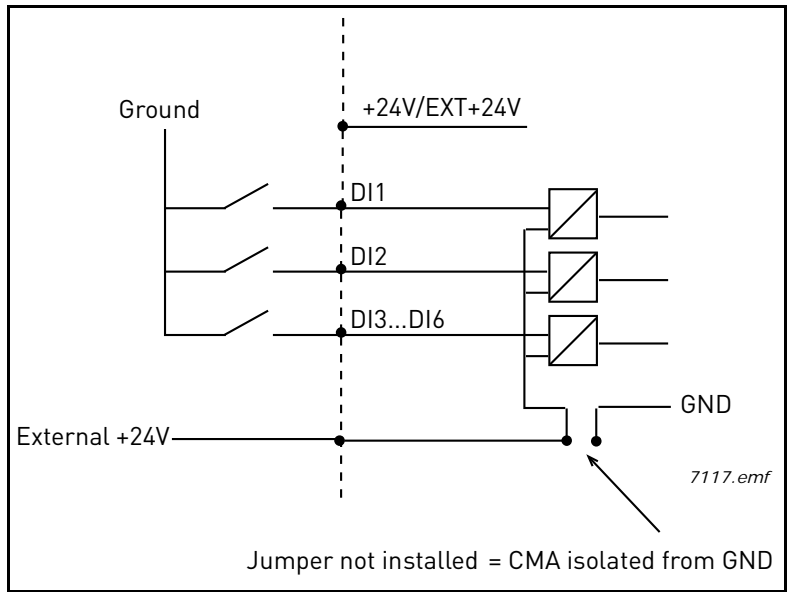 Ground
+24V/EXT+24V
DI1
DI2
DI3...DI6
GND
External +24V
7117.emf
Jumper not installed = CMA isolated from GND